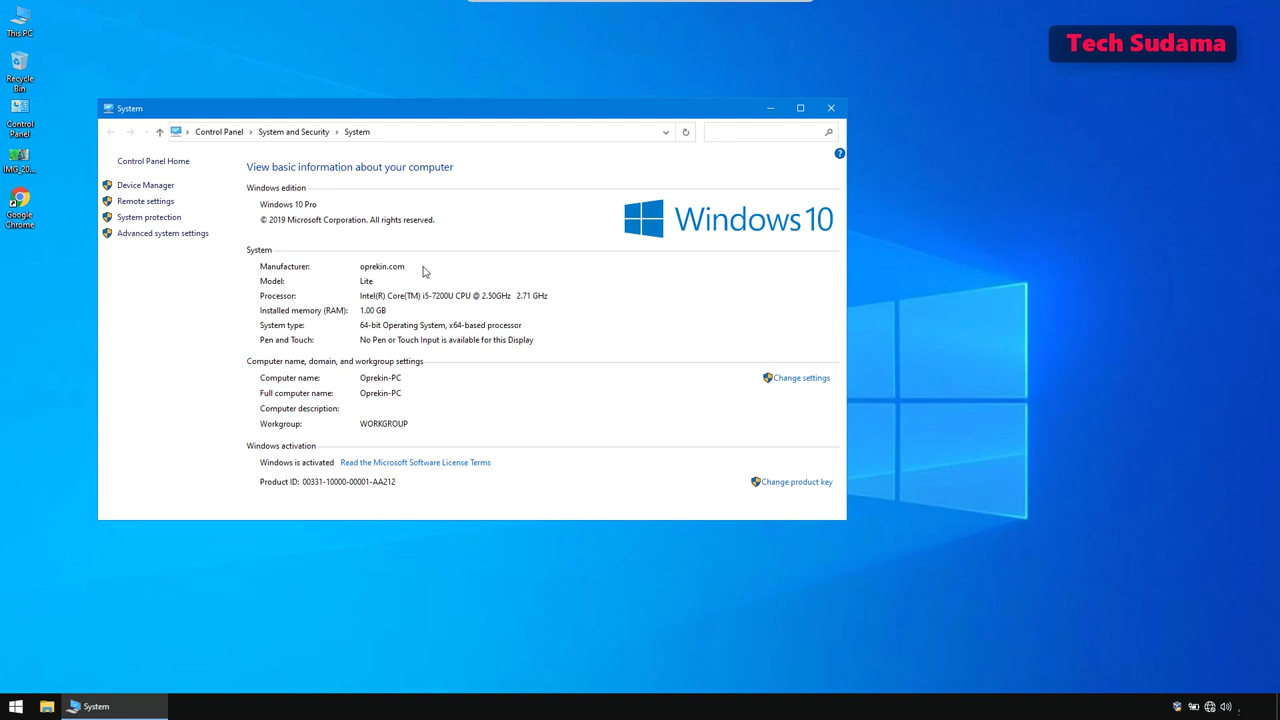 This PC
Recycle
Bin
Control
Panel
IMG_20...
Google
Chrome
Tech Sudama
System
Control Panel > System and Security > System
Control Panel Home
Device Manager
Remote settings
System protection
Advanced system settings
View basic information about your computer
Windows edition
Windows 10 Pro
© 2019 Microsoft Corporation. All rights reserved.
Windows 10
System
Manufacturer: oprekin.com
Model: Lite
Processor: Intel(R) Core(TM) i5-7200U CPU @ 2.50GHz 2.71 GHz
Installed memory (RAM): 1.00 GB
System type: 64-bit Operating System, x64-based processor
Pen and Touch: No Pen or Touch Input is available for this Display
Computer name, domain, and workgroup settings
Computer name: Oprekin-PC
Change settings
Full computer name: Oprekin-PC
Computer description:
Workgroup: WORKGROUP
Windows activation
Windows is activated Read the Microsoft Software License Terms
Product ID: 00331-10000-00001-AA212
Change product key
System